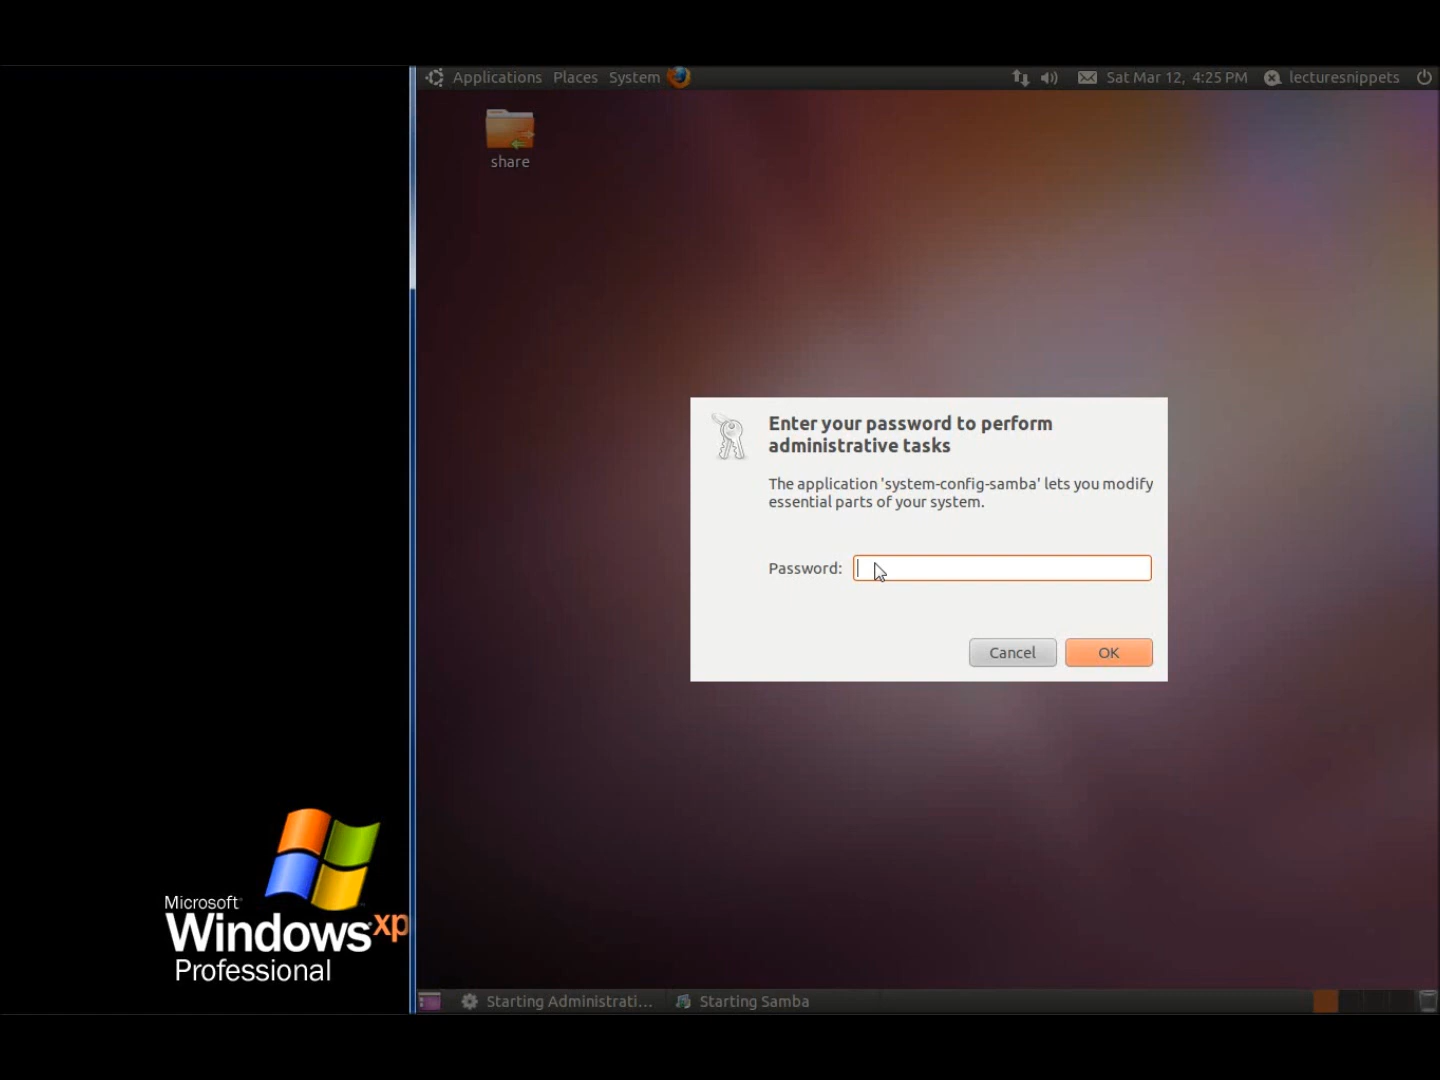 Applications Places System
Sat Mar 12, 4:25 PM lecturesnippets
share
Enter your password to perform
administrative tasks
The application 'system-config-samba' lets you modify
essential parts of your system.
Password:
Cancel OK
Microsoft
Windows xp
Professional
Starting Administrati... Starting Samba